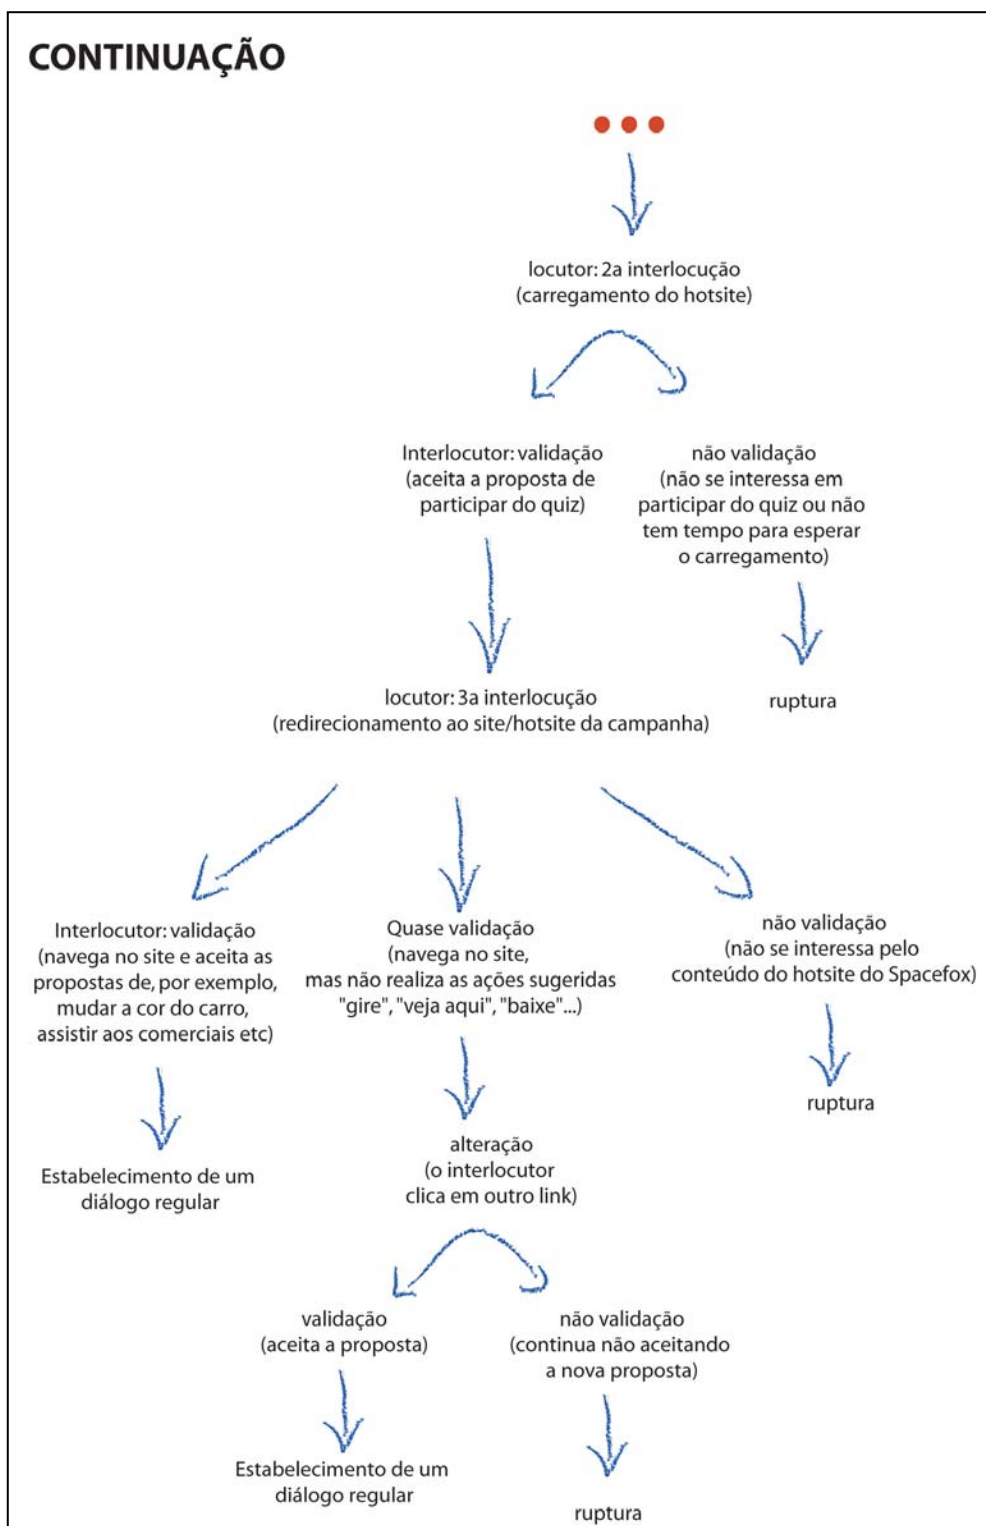 CONTINUAÇÃO
locutor: 2a interlocução
(carregamento do hotsite)
Interlocutor: validação
(aceita a proposta de
participar do quiz)
não validação
(não se interessa em
participar do quiz ou não
tem tempo para esperar
o carregamento)
locutor: 3a interlocução
(redirecionamento ao site/hotsite da campanha)
ruptura
Interlocutor: validação
(navega no site e aceita as
propostas de, por exemplo,
mudar a cor do carro,
assistir aos comerciais etc)
Quase validação
(navega no site,
mas não realiza as ações sugeridas
"gire", "veja aqui", "baixe"...)
não validação
(não se interessa pelo
conteúdo do hotsite do Spacefox)
ruptura
Estabelecimento de um
diálogo regular
alteração
(o interlocutor
clica em outro link)
validação
(aceita a proposta)
não validação
(continua não aceitando
a nova proposta)
Estabelecimento de um
diálogo regular
ruptura